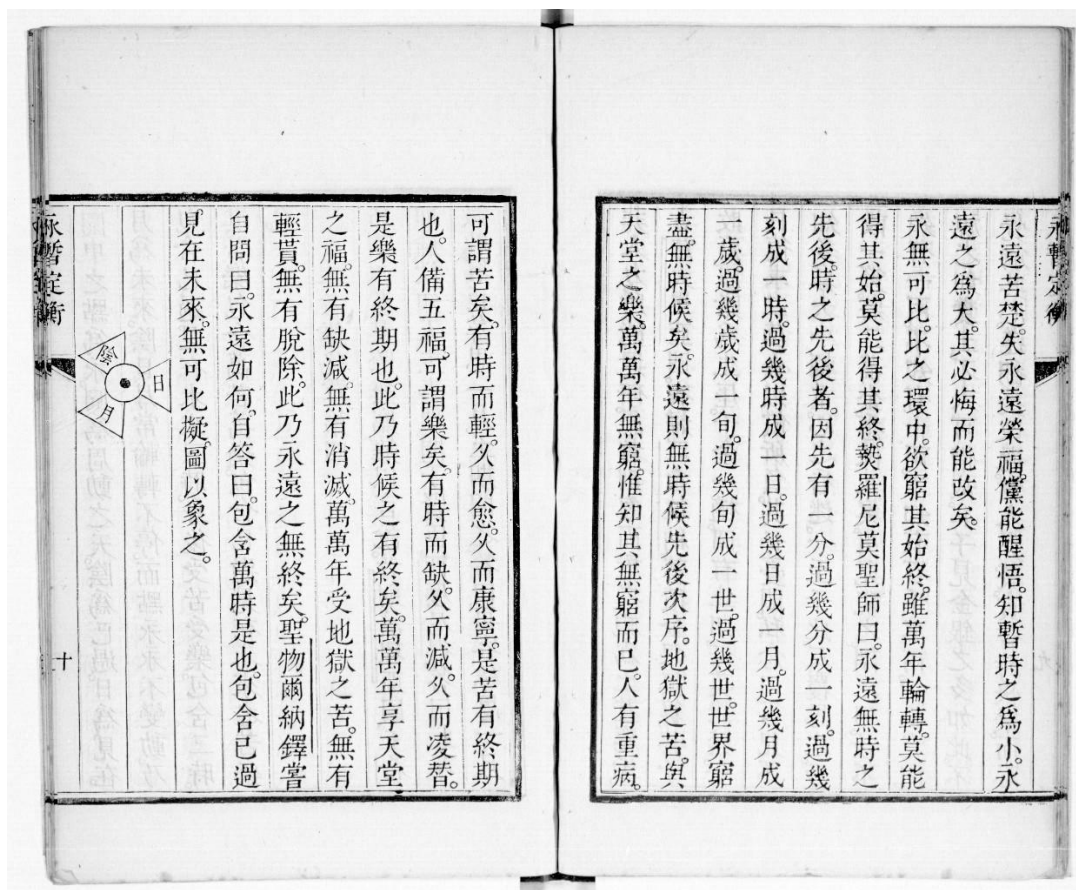 永暫定衡
永遠苦楚。失永遠榮福。儻能醒悟。知暫時之爲小。永
遠之爲大。其必悔而能改矣。
永無可比。比之環中。欲窮其始終。雖萬年輪轉。莫能
得其始。莫能得其終。爇羅尼莫聖師曰。永遠無時之
先後。時之先後者。因先有一分。過幾分成一刻。過幾
刻成一時。過幾時成一日。過幾日成一月。過幾月成一
歲。過幾歲成一旬。過幾旬成一世。過幾世。世界窮
盡。無時候矣。永遠則無時候先後次序。地獄之苦。與
天堂之樂。萬萬年無窮。惟知其無窮而已。人有重病。
可謂苦矣。有時而輕。久而愈。久而康寧。是苦有終期
也。人備五福。可謂樂矣。有時而缺。久而減。久而凌替。
是樂有終期也。此乃時候之有終矣。萬萬年享天堂
之福。無有缺減。無有消滅。萬萬年受地獄之苦。無有
輕貰。無有脫除。此乃永遠之無終矣。聖物爾納鐸嘗
自問曰。永遠如何。自答曰。包含萬時是也。包含已過
見在未來。無可比擬。圖以象之。
陰
日
月
永暫定衡
十